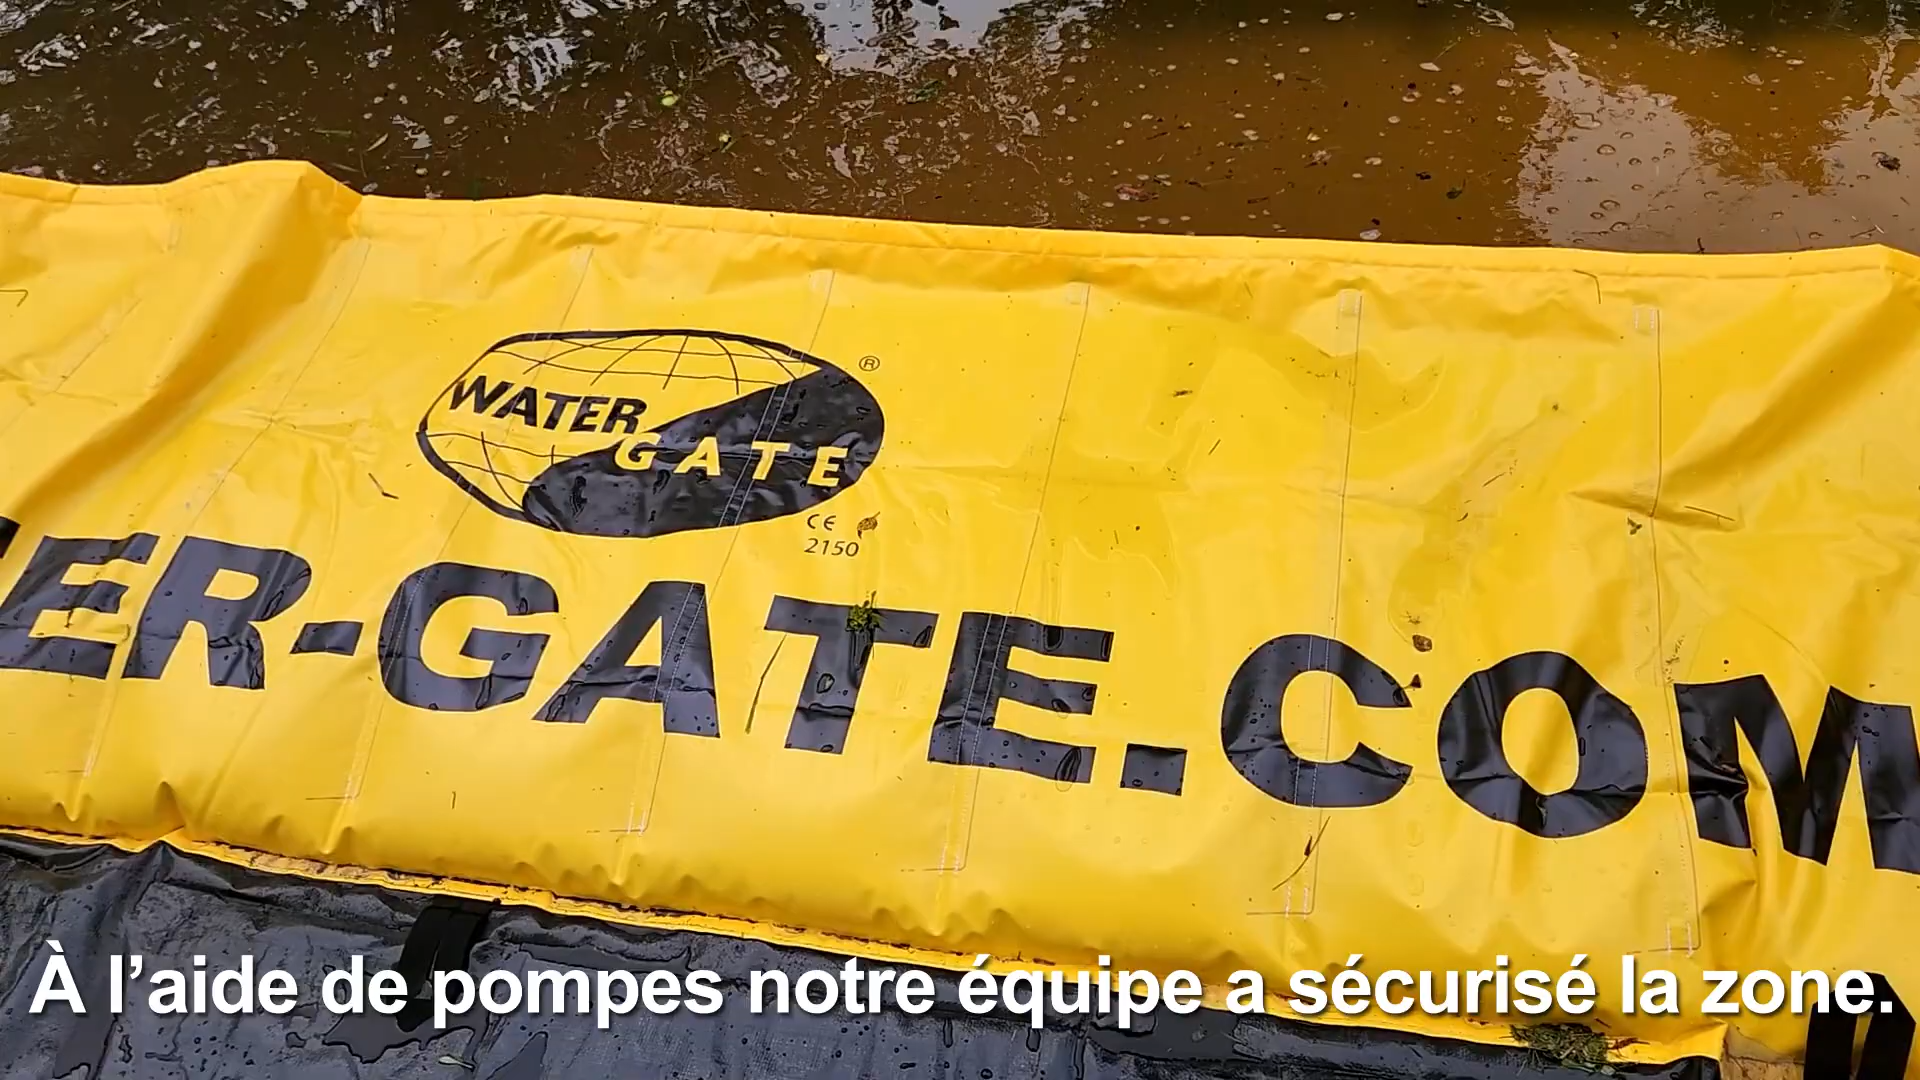 WATER
GATE
®
CE
2150
ER-GATE.COM
À l’aide de pompes notre équipe a sécurisé la zone.